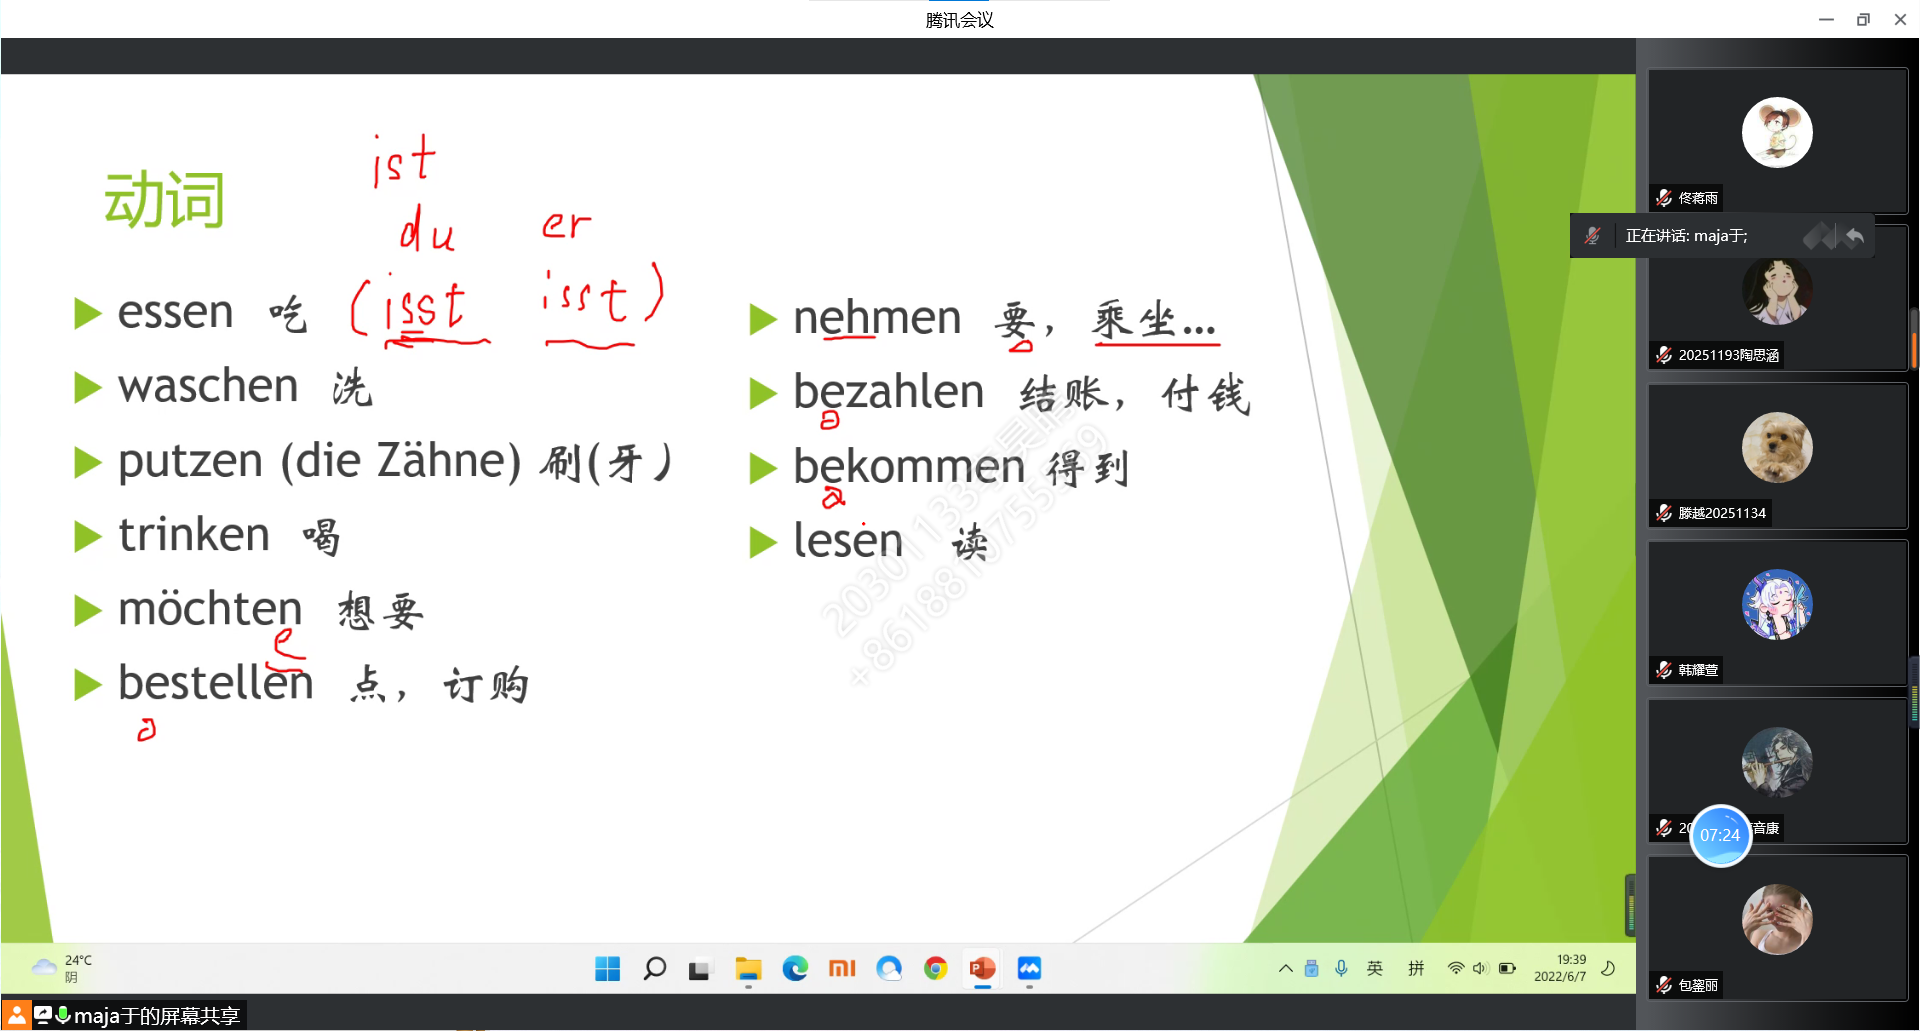 腾讯会议
动词
ist
du er
essen 吃 (isst isst)
waschen 洗
putzen (die Zähne) 刷(牙)
trinken 喝
möchten 想要
e
bestellen 点，订购
ə
nehmen 要，乘坐...
bezahlen 结账，付钱
ə
bekommen 得到
lesen 读
佟蒋雨
正在讲话: maja于;
20251193陶思涵
滕越20251134
韩耀萱
音康
07:24
包鋆丽
24°C
阴
英 拼
19:39
2022/6/7
maja于的屏幕共享